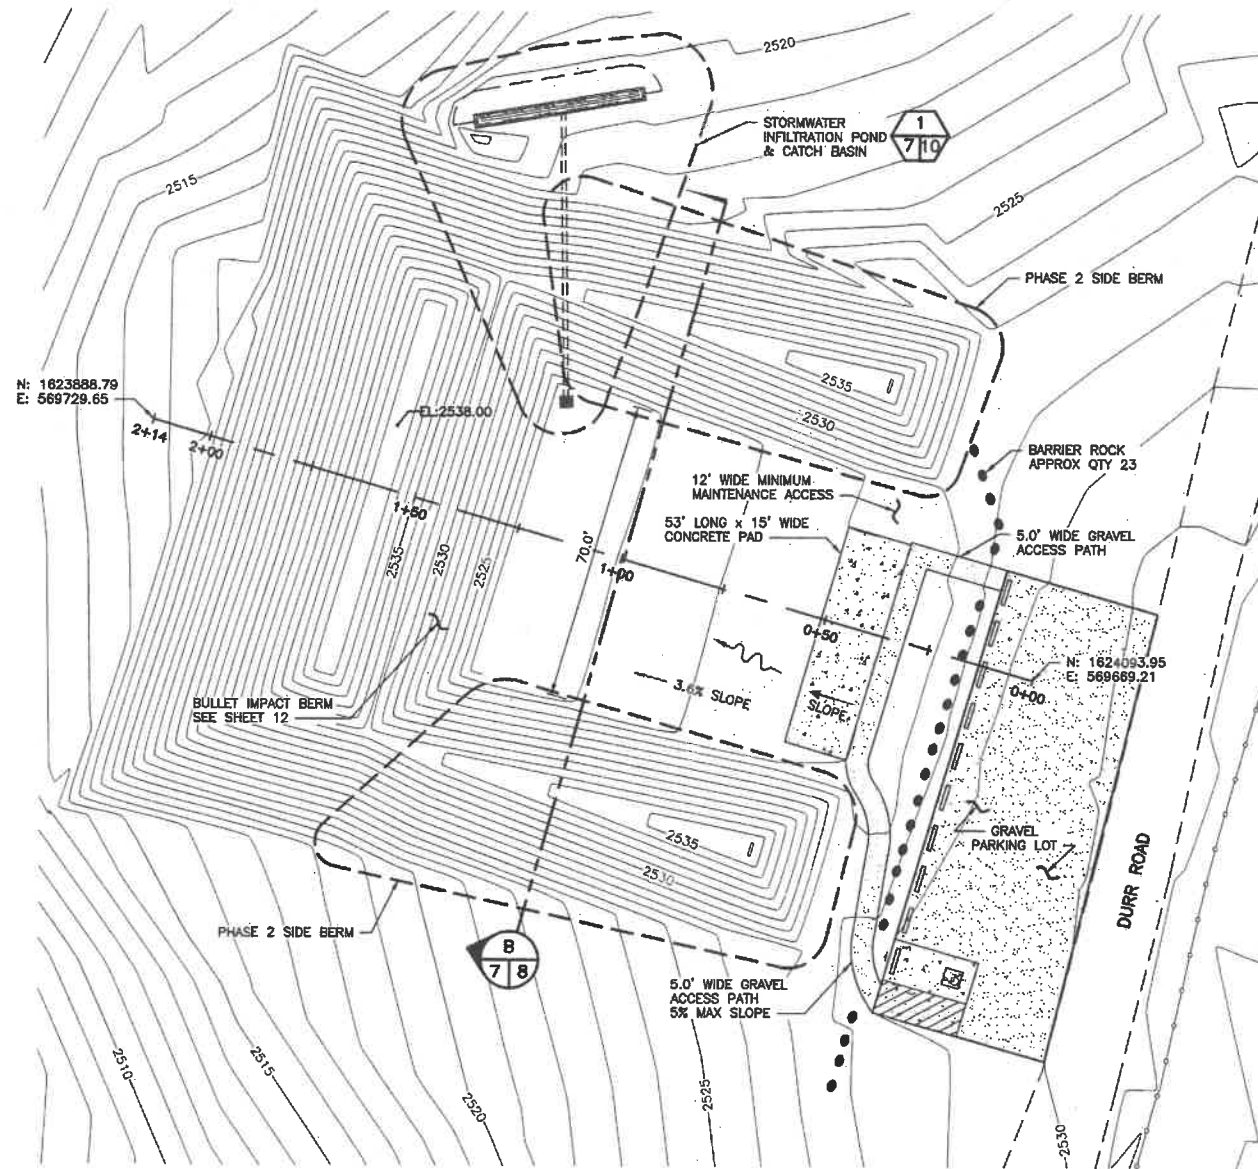 2520
STORMWATER
INFILTRATION POND
& CATCH BASIN
1
7 10
2515
2525
PHASE 2 SIDE BERM
N: 1623888.79
E: 569729.65
2+14
2+00
EL:2538.00
2535
2530
BARRIER ROCK
APPROX QTY 23
12' WIDE MINIMUM
MAINTENANCE ACCESS
53' LONG x 15' WIDE
CONCRETE PAD
5.0' WIDE GRAVEL
ACCESS PATH
1+50
2535
2530
2525
70.0'
1+00
0+50
N: 1624093.95
E: 569669.21
0+00
3.6% SLOPE
SLOPE
BULLET IMPACT BERM
SEE SHEET 12
2535
2530
GRAVEL
PARKING LOT
DURR ROAD
PHASE 2 SIDE BERM
B
7 8
5.0' WIDE GRAVEL
ACCESS PATH
5% MAX SLOPE
2510
2515
2520
2525
2530